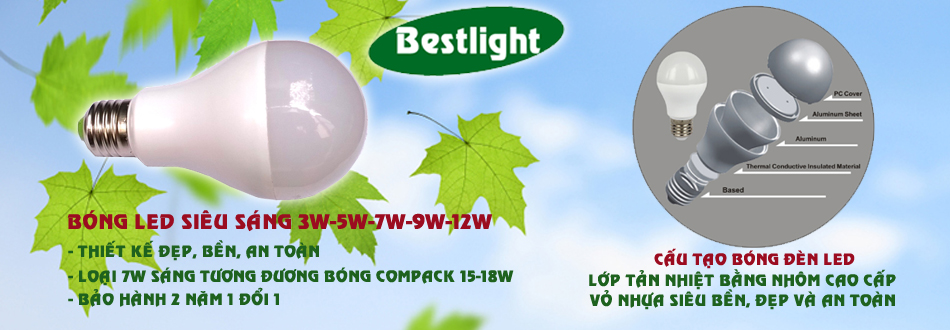 Bestlight
BÓNG LED SIÊU SÁNG 3W-5W-7W-9W-12W
- THIẾT KẾ ĐẸP, BỀN, AN TOÀN
- LOẠI 7W SÁNG TƯƠNG ĐƯƠNG BÓNG COMPACK 15-18W
- BẢO HÀNH 2 NĂM 1 ĐỔI 1
PC Cover
Aluminum Sheet
Aluminum
Thermal Conductive Insulated Material
Based
CẤU TẠO BÓNG ĐÈN LED
LỚP TẢN NHIỆT BẰNG NHÔM CAO CẤP
VỎ NHỰA SIÊU BỀN, ĐẸP VÀ AN TOÀN